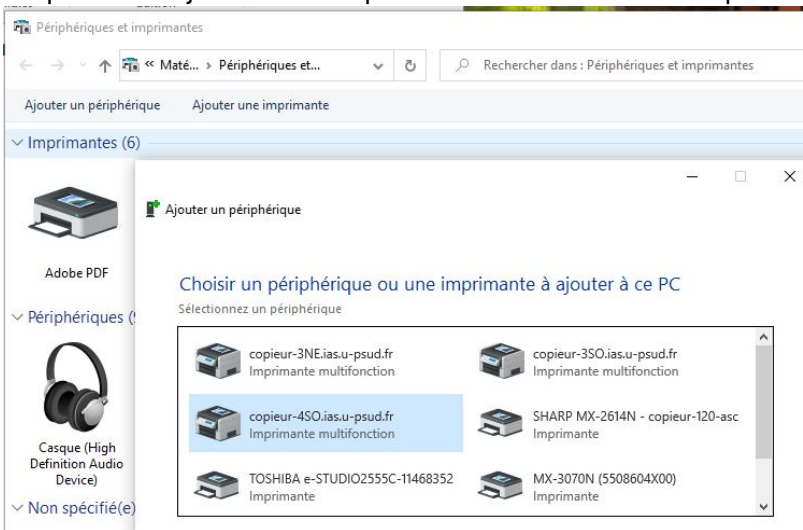 Périphériques et imprimantes
« Maté... › Périphériques et...
Rechercher dans : Périphériques et imprimantes
Ajouter un périphérique Ajouter une imprimante
Imprimantes (6)
Ajouter un périphérique
Adobe PDF
Choisir un périphérique ou une imprimante à ajouter à ce PC
Sélectionnez un périphérique
Périphériques (
copieur-3NE.ias.u-psud.fr
Imprimante multifonction
copieur-3SO.ias.u-psud.fr
Imprimante multifonction
copieur-4SO.ias.u-psud.fr
Imprimante multifonction
SHARP MX-2614N - copieur-120-asc
Imprimante
Casque (High
Definition Audio
Device)
TOSHIBA e-STUDIO2555C-11468352
Imprimante
MX-3070N (5508604X00)
Imprimante
Non spécifié(e)